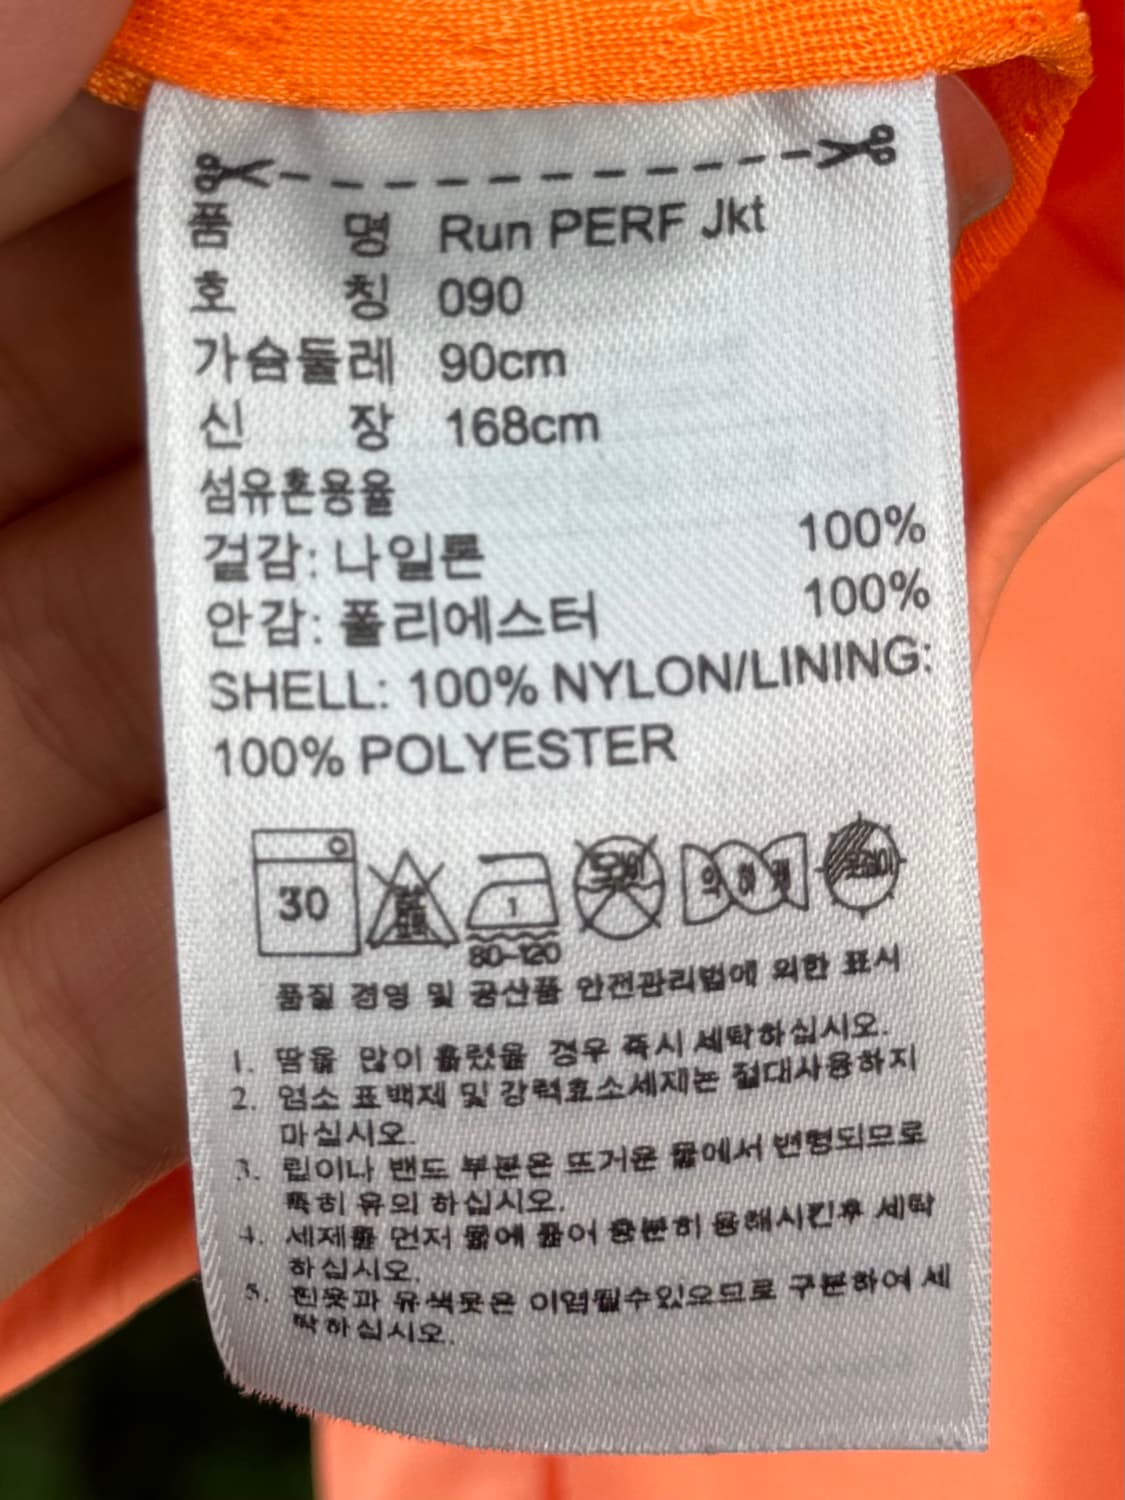 품 명 Run PERF Jkt
호 칭 090
가슴둘레 90cm
신 장 168cm
섬유혼용율
겉감: 나일론 100%
안감: 폴리에스터 100%
SHELL: 100% NYLON/LINING:
100% POLYESTER
30
1
80~120
품질 경영 및 공산품 안전관리법에 의한 표시
1. 땀을 많이 흘렸을 경우 즉시 세탁하십시오.
2. 염소 표백제 및 강력효소세제는 절대사용하지
마십시오.
3. 립이나 밴드 부분은 뜨거운 물에서 변형되므로
특히 유의 하십시오.
4. 세제를 먼저 물에 풀어 충분히 용해시킨후 세탁
하십시오.
5. 흰옷과 유색옷은 이염될수있으므로 구분하여 세
탁하십시오.